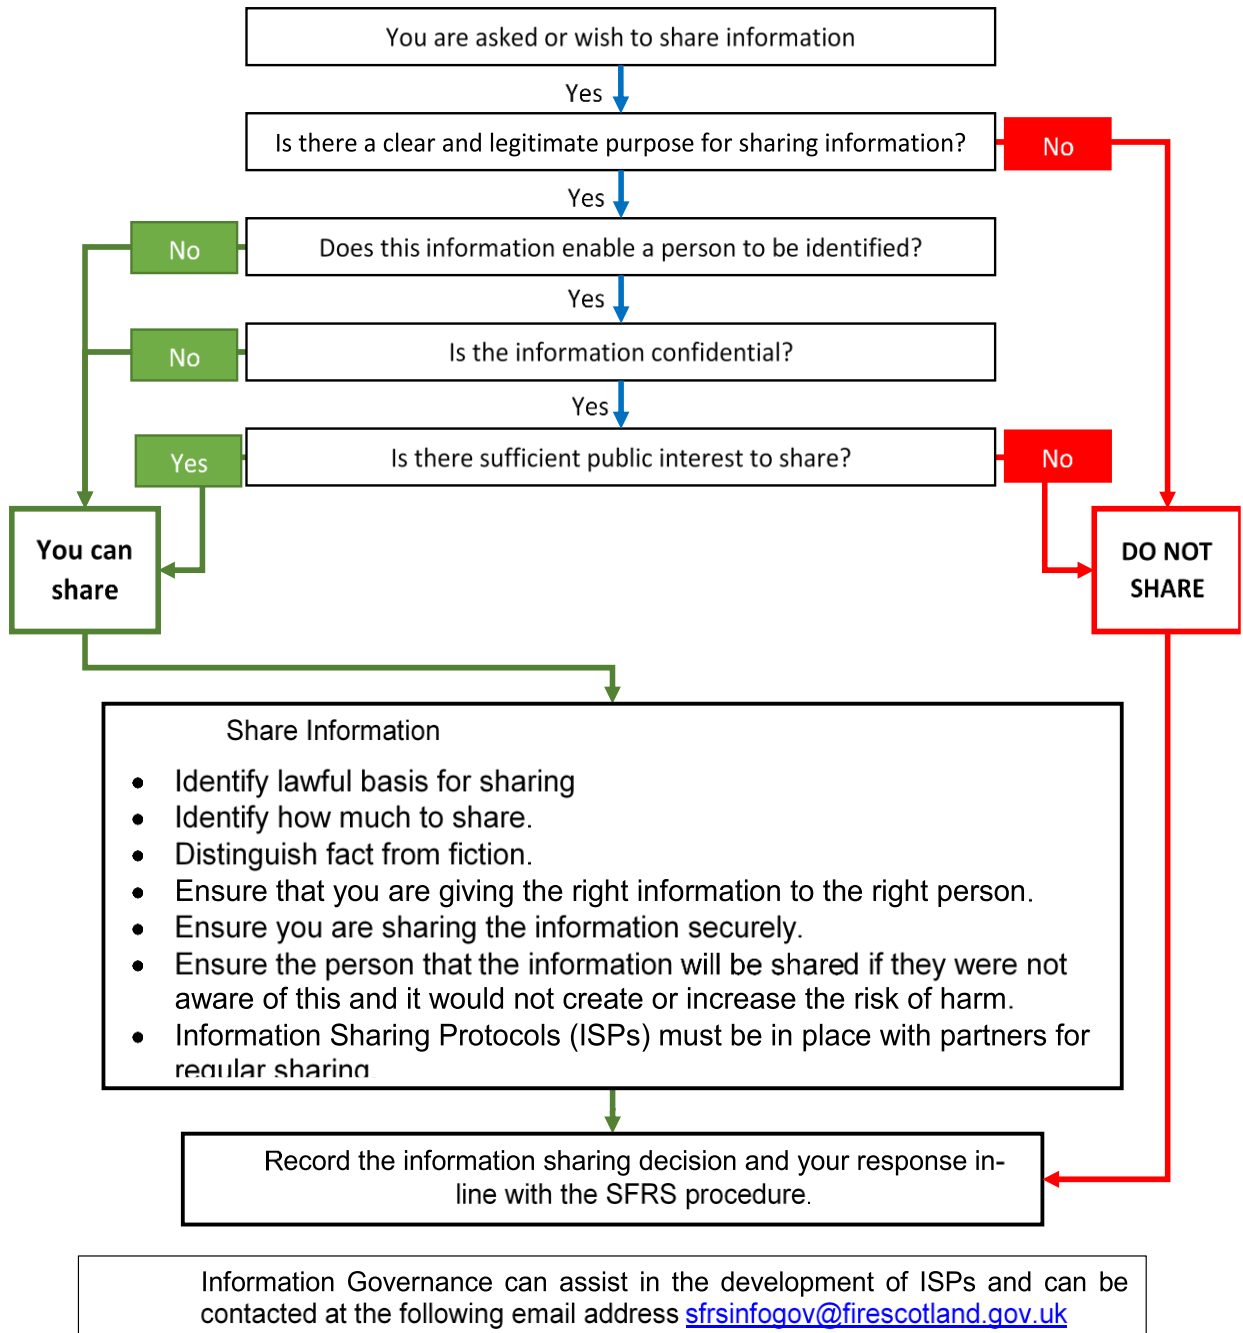 You are asked or wish to share information
Yes
Is there a clear and legitimate purpose for sharing information?
No
Yes
No
Does this information enable a person to be identified?
Yes
No
Is the information confidential?
Yes
Yes
Is there sufficient public interest to share?
No
You can
share
DO NOT
SHARE
Share Information
• Identify lawful basis for sharing
• Identify how much to share.
• Distinguish fact from fiction.
• Ensure that you are giving the right information to the right person.
• Ensure you are sharing the information securely.
• Ensure the person that the information will be shared if they were not
aware of this and it would not create or increase the risk of harm.
• Information Sharing Protocols (ISPs) must be in place with partners for
regular sharing
Record the information sharing decision and your response in-
line with the SFRS procedure.
Information Governance can assist in the development of ISPs and can be
contacted at the following email address sfrsinfogov@firescotland.gov.uk